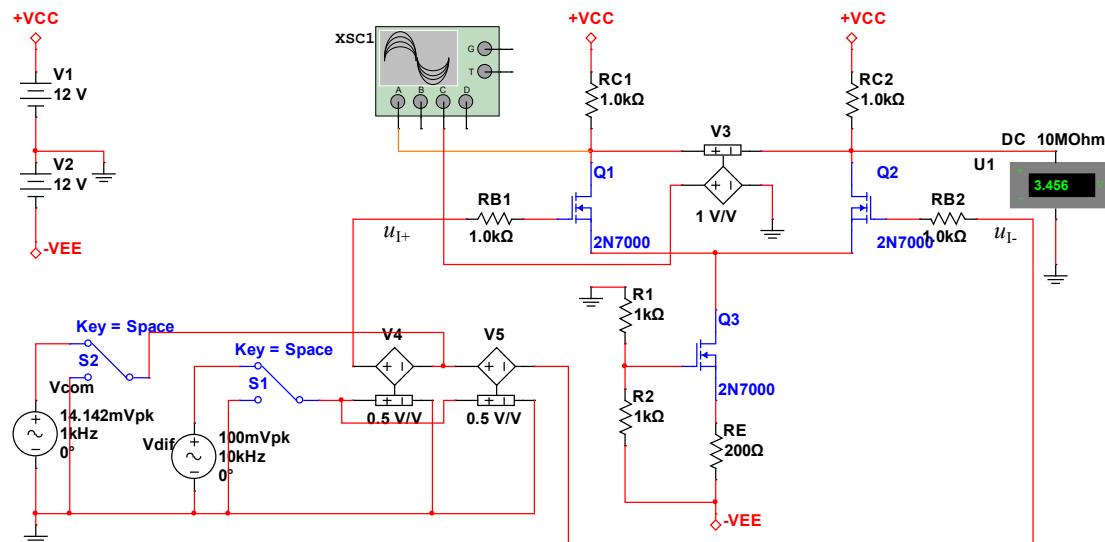 +VCC
+VCC
+VCC
XSC1
G
T
A B C D
V1
12 V
RC1
1.0kΩ
RC2
1.0kΩ
V3
DC 10MOhm
U1
3.456
V2
12 V
Q1
Q2
RB1
1.0kΩ
1 V/V
RB2
1.0kΩ
uI+
uI-
2N7000
2N7000
-VEE
R1
1kΩ
Q3
Key = Space
S2
Key = Space
S1
V4
V5
2N7000
Vcom
14.142mVpk
1kHz
0°
0.5 V/V
0.5 V/V
R2
1kΩ
Vdif
100mVpk
10kHz
0°
RE
200Ω
-VEE